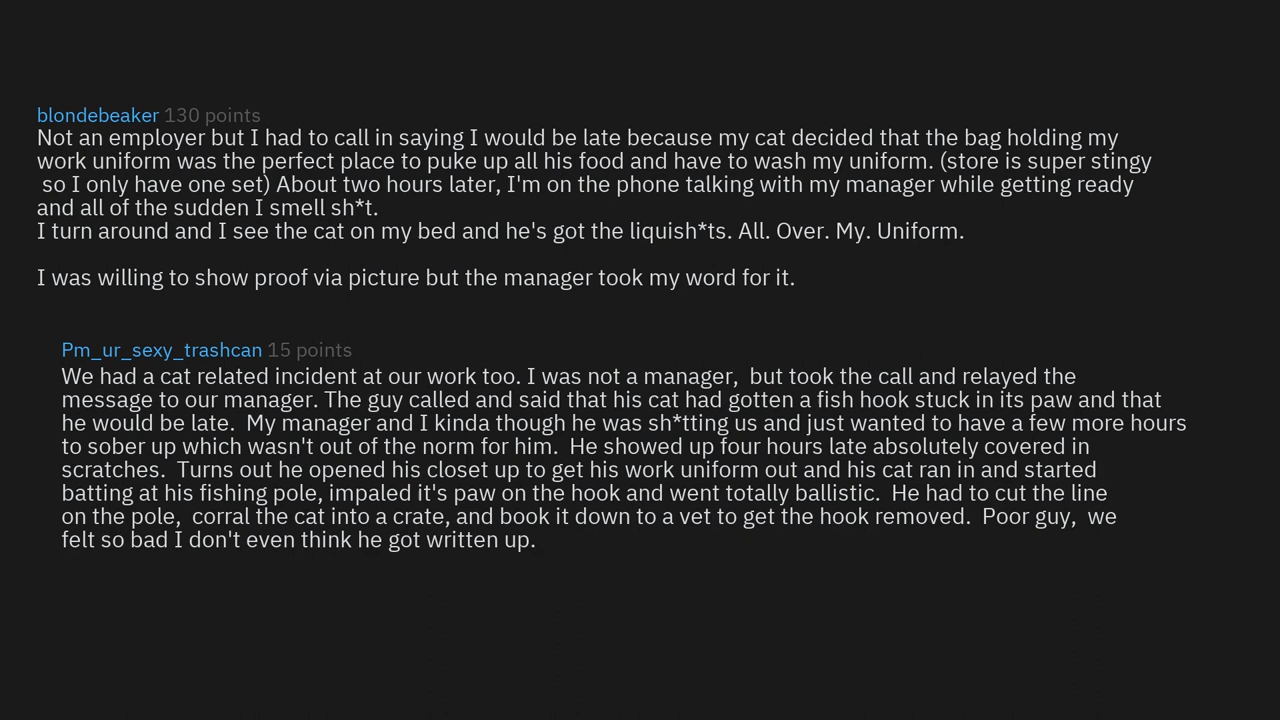 blondebeaker 130 points
Not an employer but I had to call in saying I would be late because my cat decided that the bag holding my
work uniform was the perfect place to puke up all his food and have to wash my uniform. (store is super stingy
so I only have one set) About two hours later, I'm on the phone talking with my manager while getting ready
and all of the sudden I smell sh*t.
I turn around and I see the cat on my bed and he's got the liquish*ts. All. Over. My. Uniform.
I was willing to show proof via picture but the manager took my word for it.
Pm_ur_sexy_trashcan 15 points
We had a cat related incident at our work too. I was not a manager,  but took the call and relayed the
message to our manager. The guy called and said that his cat had gotten a fish hook stuck in its paw and that
he would be late.  My manager and I kinda though he was sh*tting us and just wanted to have a few more hours
to sober up which wasn't out of the norm for him.  He showed up four hours late absolutely covered in
scratches.  Turns out he opened his closet up to get his work uniform out and his cat ran in and started
batting at his fishing pole, impaled it's paw on the hook and went totally ballistic.  He had to cut the line
on the pole,  corral the cat into a crate, and book it down to a vet to get the hook removed.  Poor guy,  we
felt so bad I don't even think he got written up.